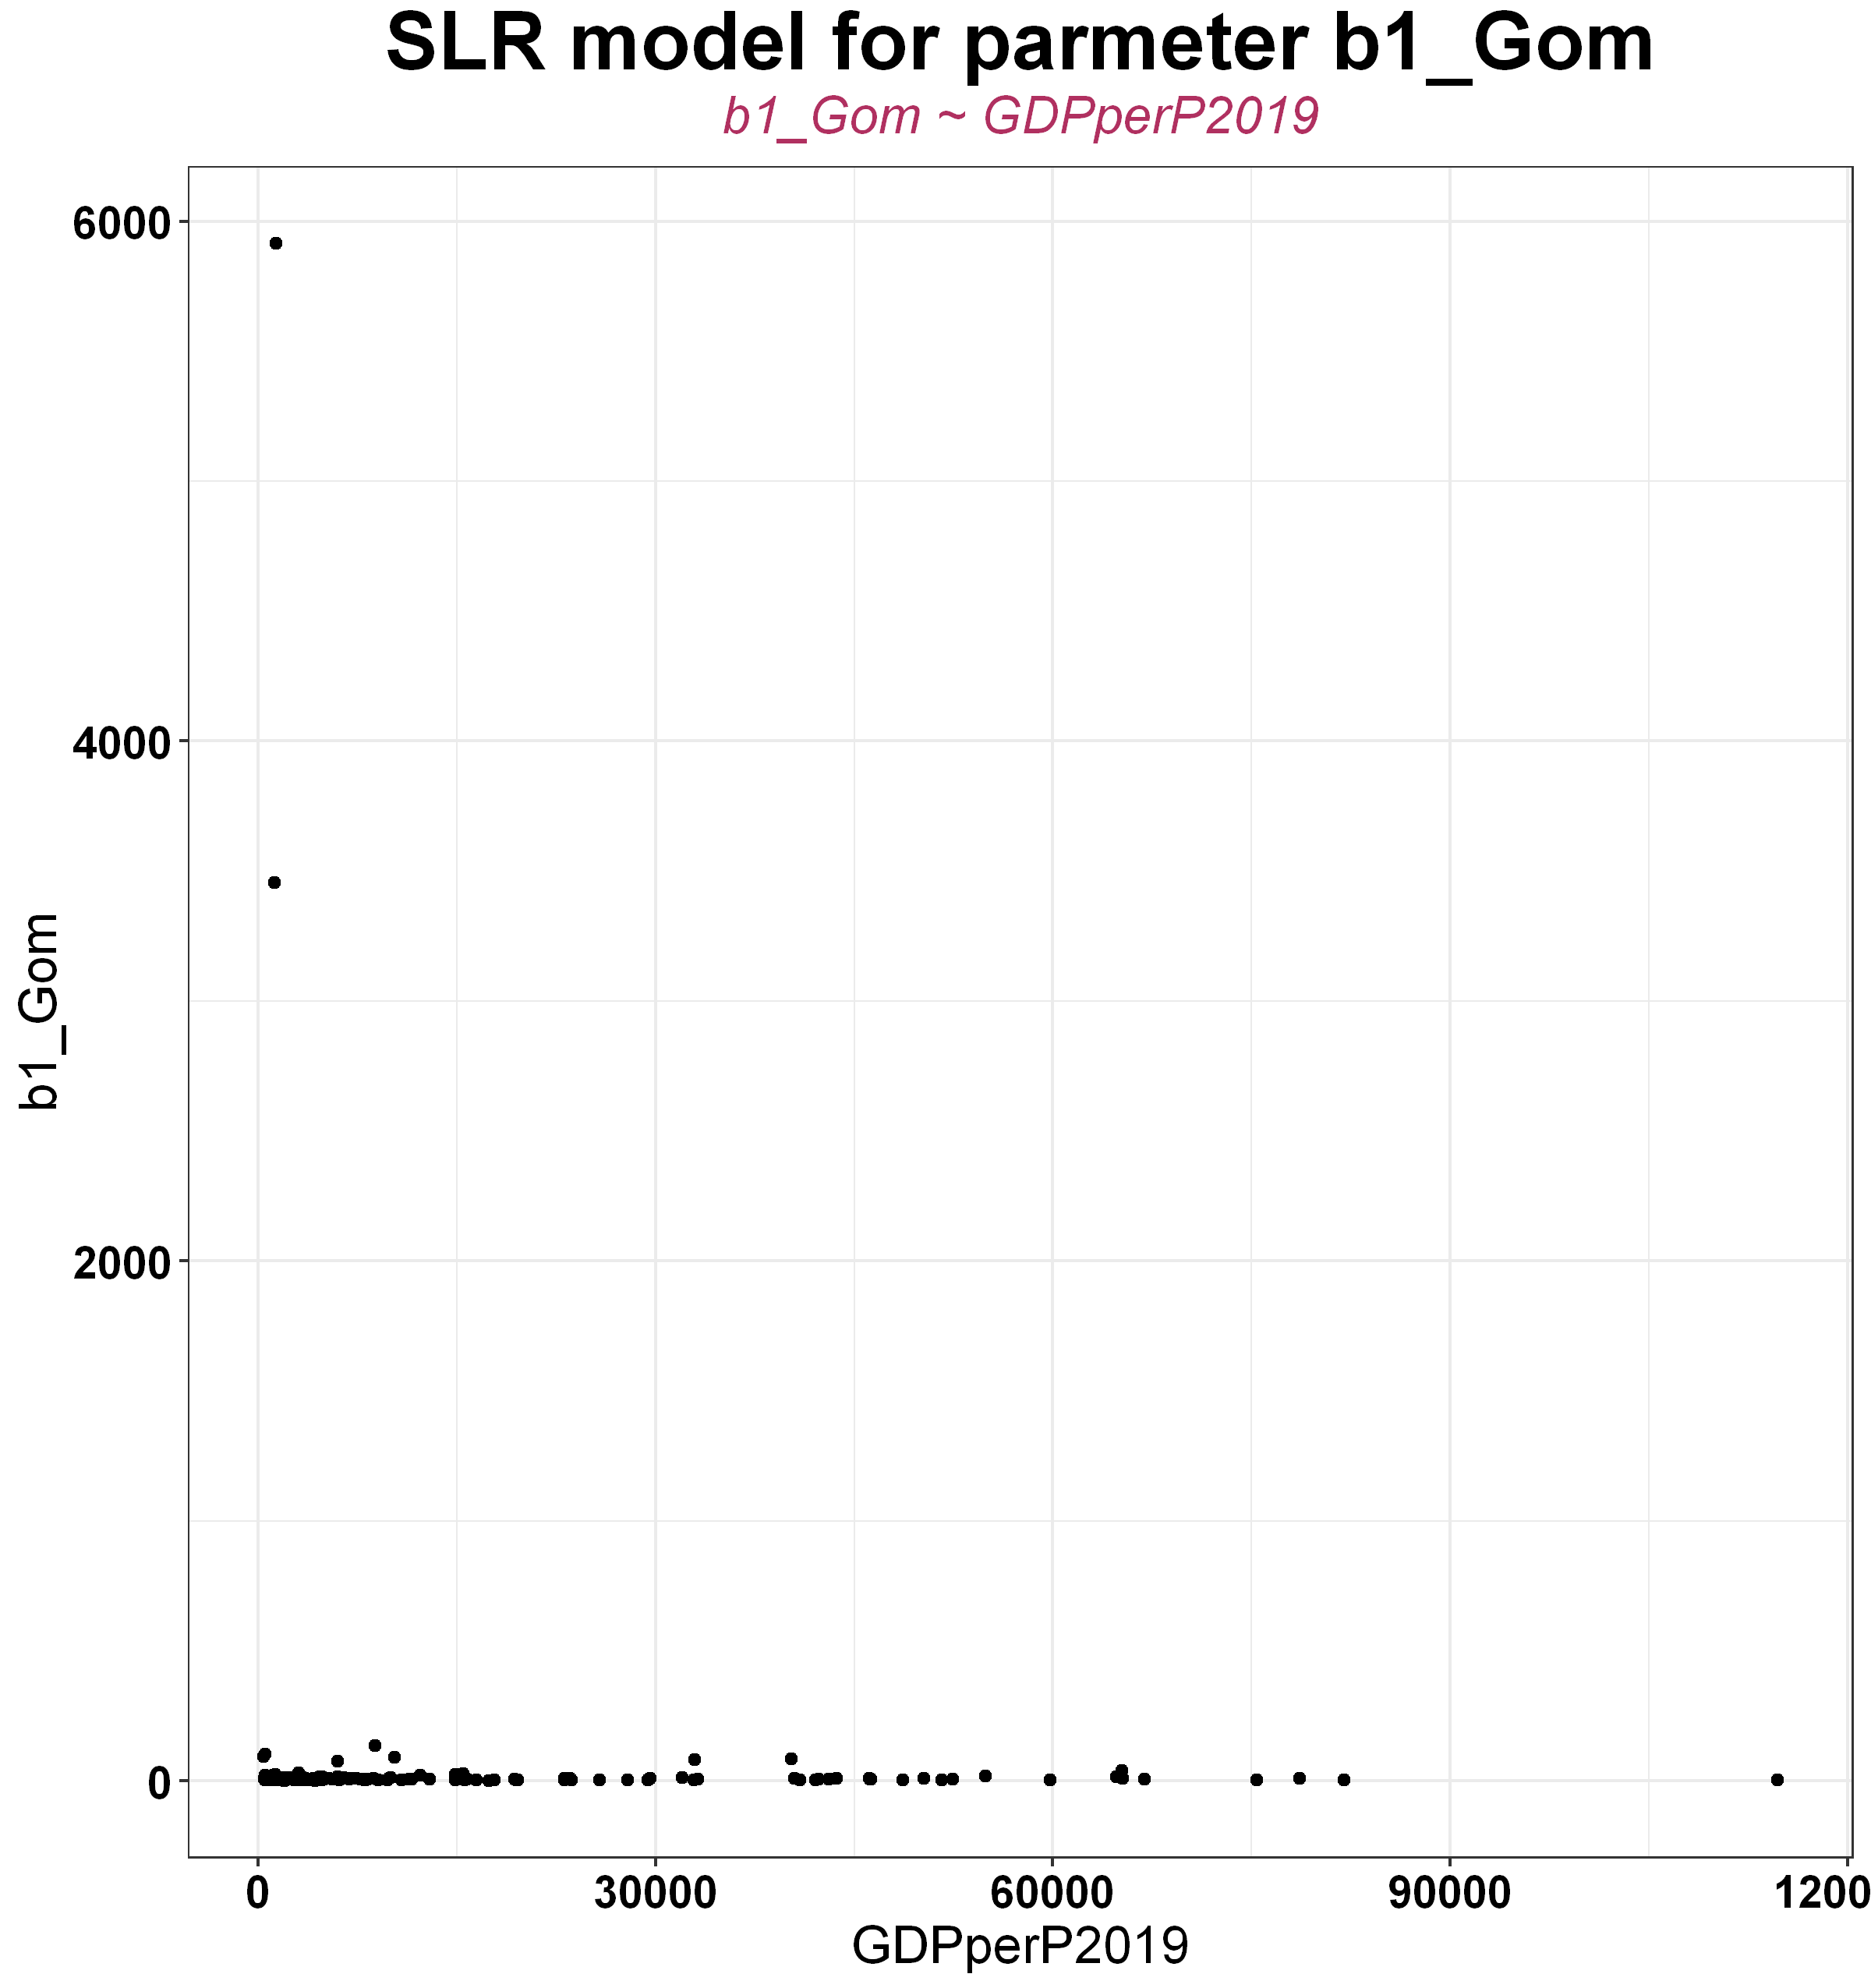 SLR model for parmeter b1_Gom
b1_Gom ~ GDPperP2019
6000
4000
2000
0
b1_Gom
0 30000 60000 90000 1200
GDPperP2019